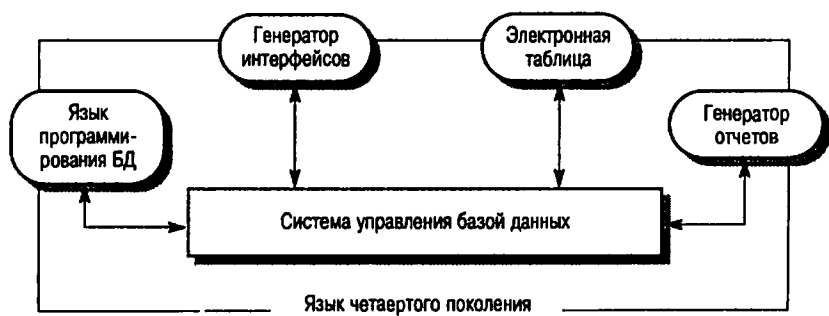 Генератор
интерфейсов
Электронная
таблица
Язык
программи-
рования БД
Генератор
отчетов
Система управления базой данных
Язык четаертого поколения